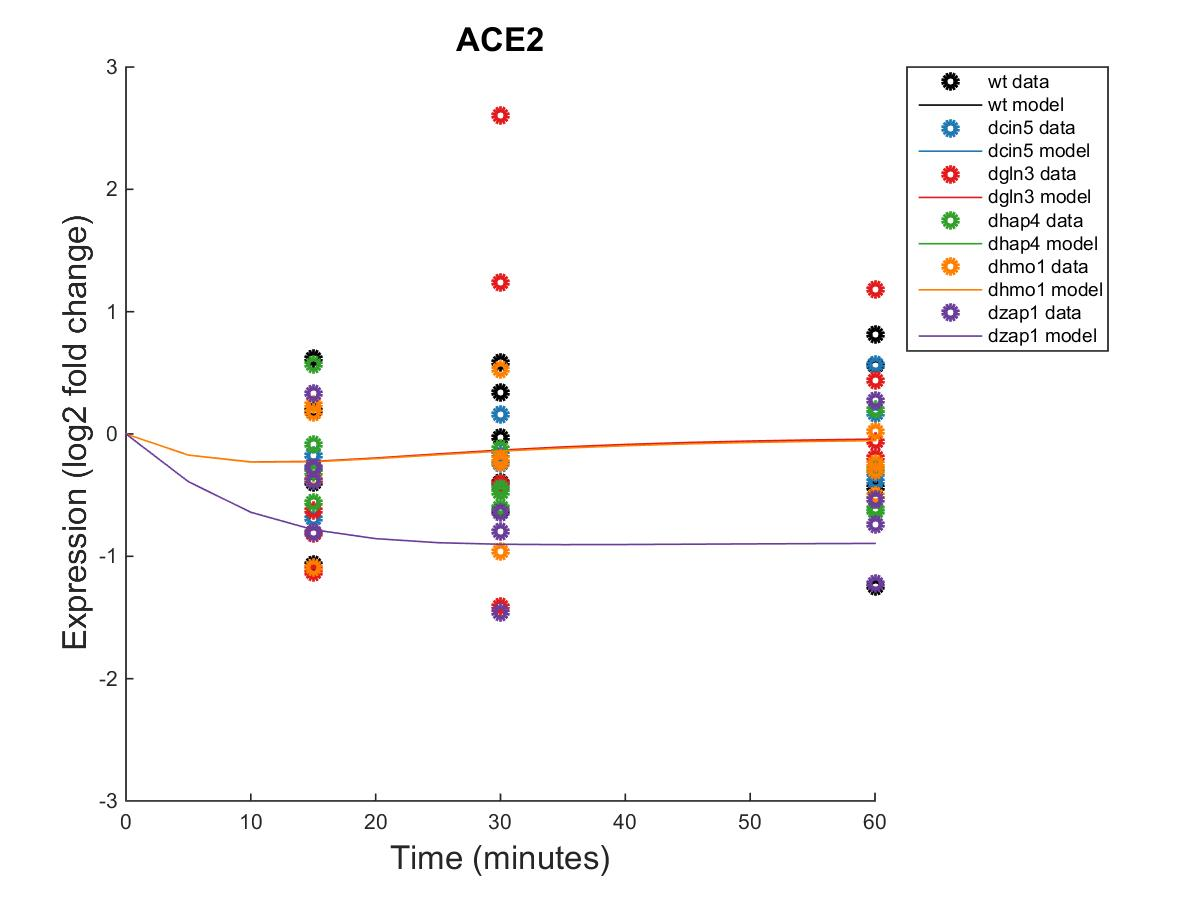 ACE2
Expression (log2 fold change)
3
2
1
0
-1
-2
-3
0 10 20 30 40 50 60
Time (minutes)
wt data
wt model
dcin5 data
dcin5 model
dgln3 data
dgln3 model
dhap4 data
dhap4 model
dhmo1 data
dhmo1 model
dzap1 data
dzap1 model